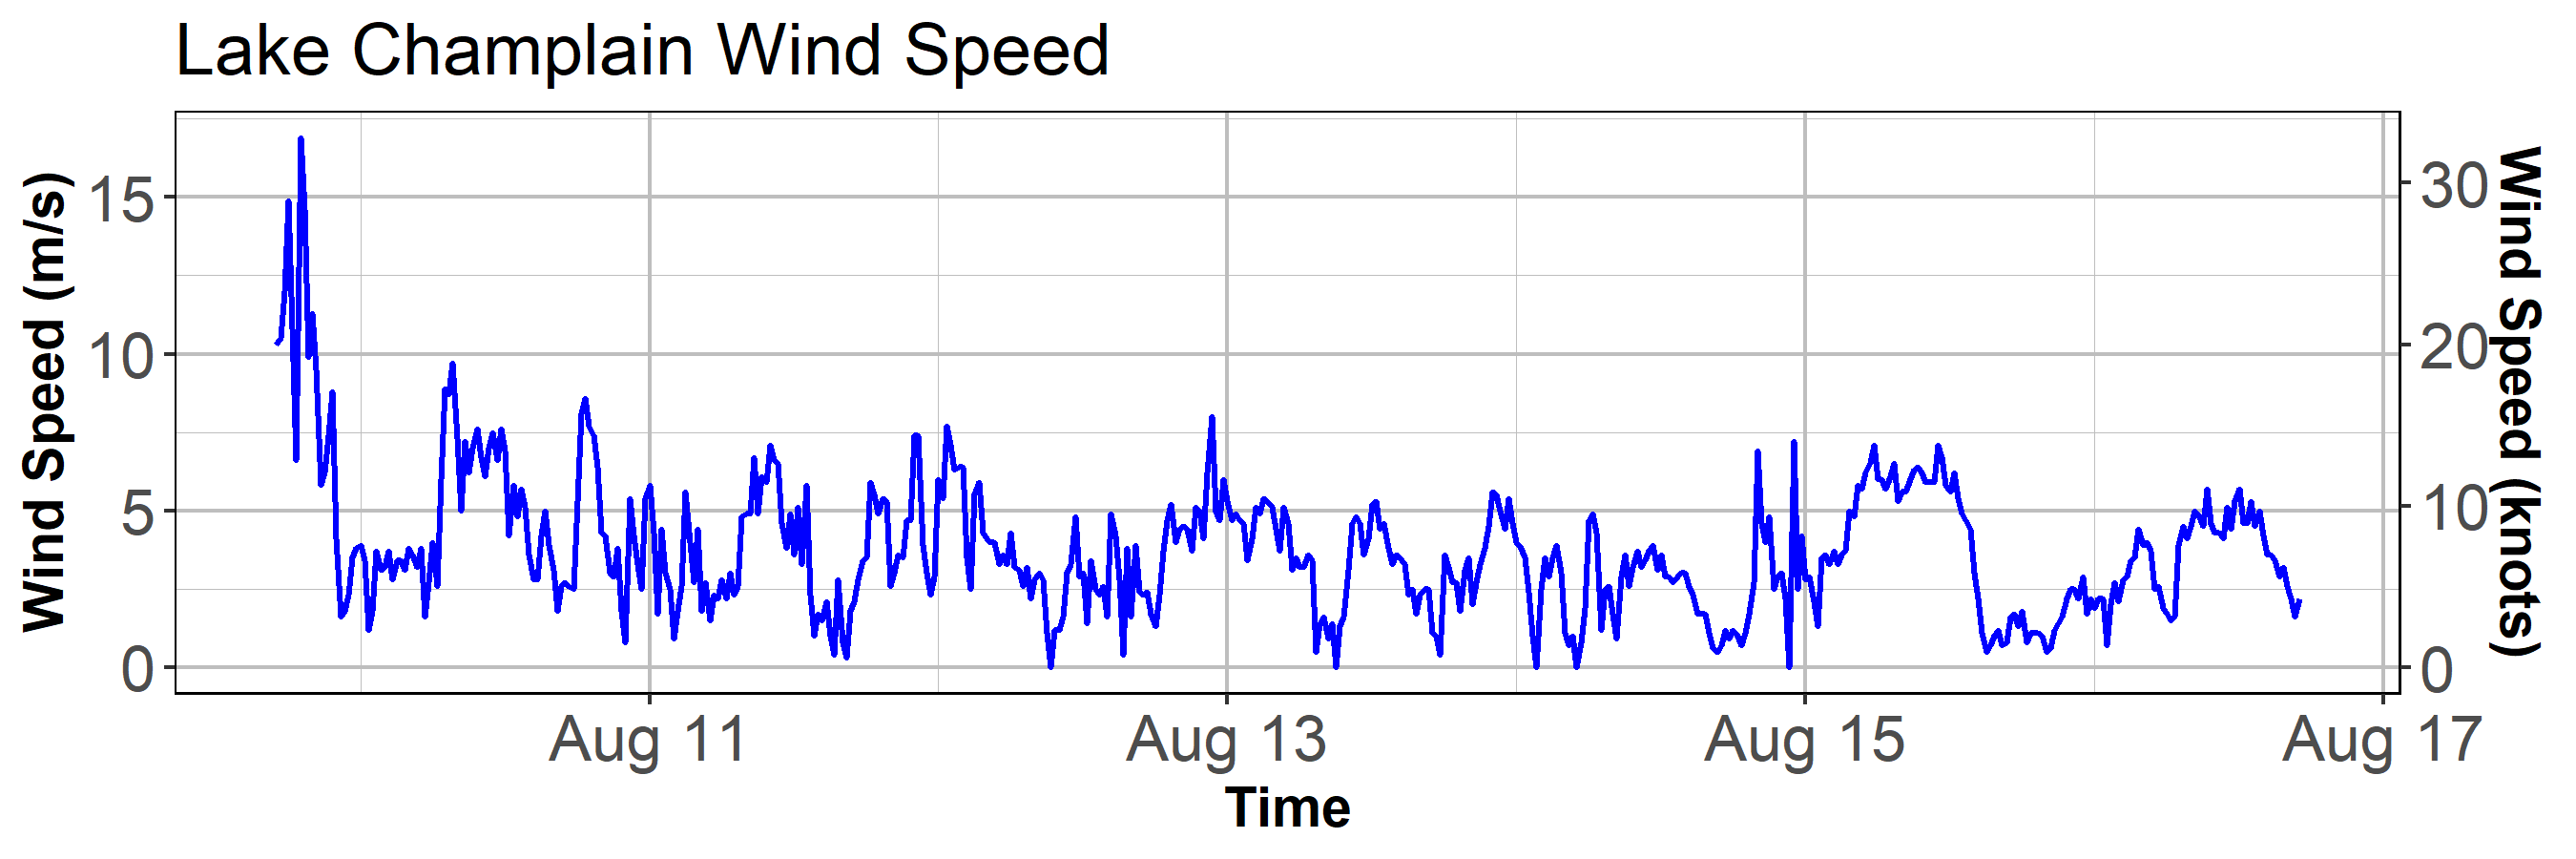 Lake Champlain Wind Speed
Wind Speed (m/s)
15
10
5
0
30
20
10
0
Wind Speed (knots)
Aug 11
Aug 13
Aug 15
Aug 17
Time